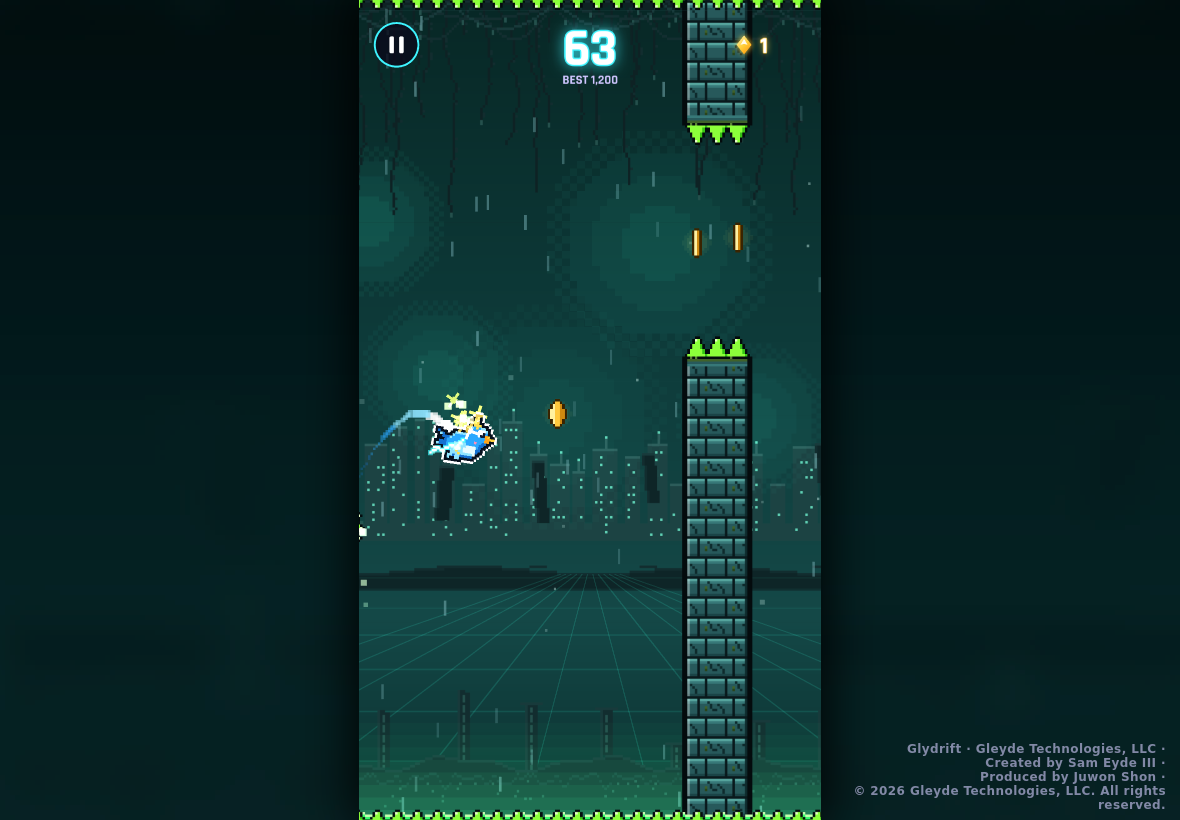 63
BEST 1,200
1
Glydrift · Gleyde Technologies, LLC ·
Created by Sam Eyde III ·
Produced by Juwon Shon ·
© 2026 Gleyde Technologies, LLC. All rights
reserved.